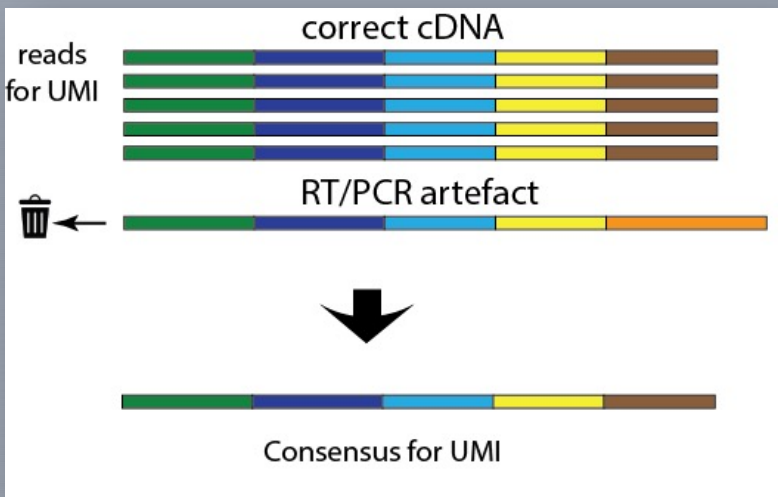 correct cDNA
reads
for UMI
RT/PCR artefact
Consensus for UMI